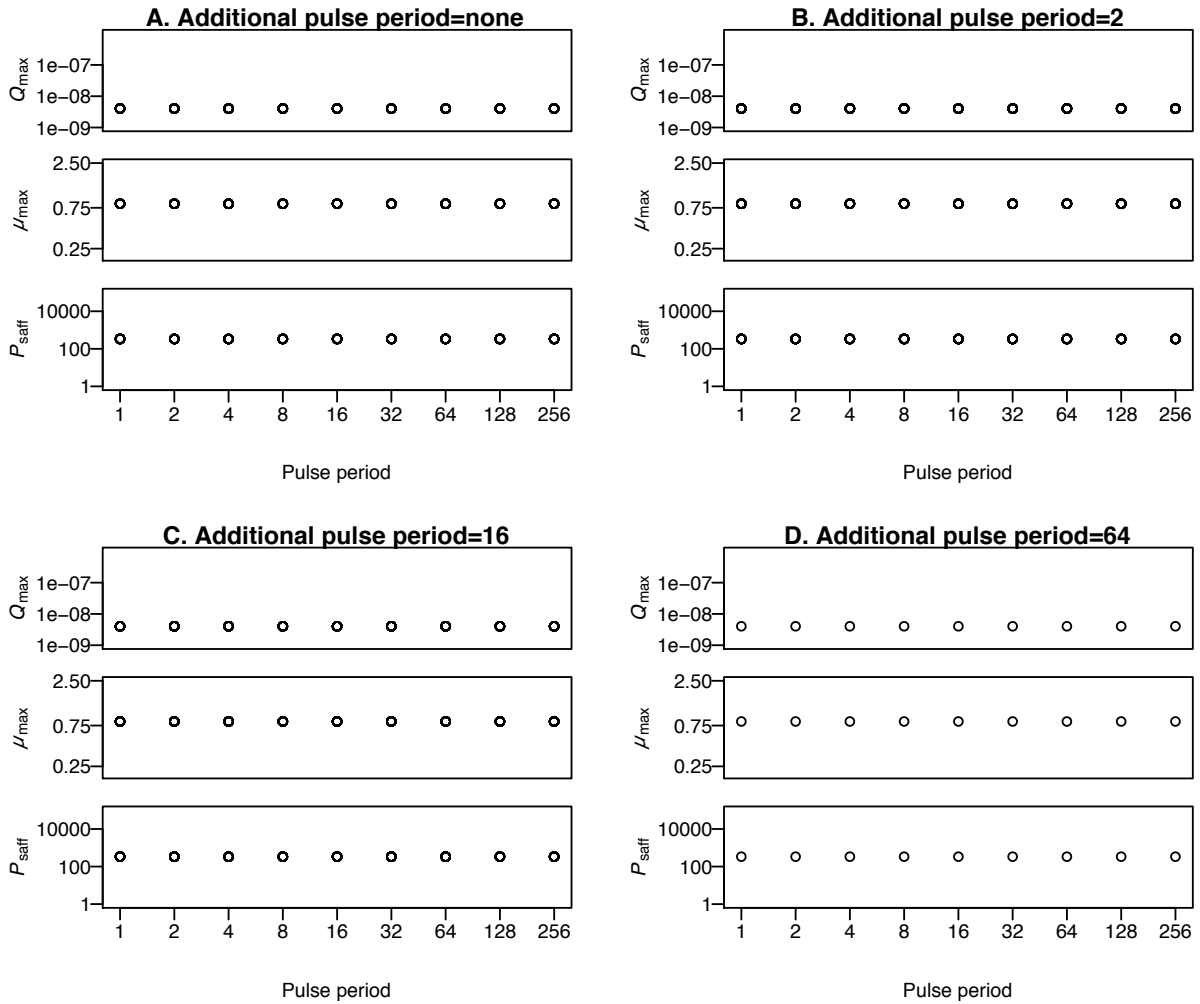 A. Additional pulse period=none
Qmax
1e−07
1e−08
1e−09
μmax
2.50
0.75
0.25
Psaff
10000
100
1
1 2 4 8 16 32 64 128 256
Pulse period
B. Additional pulse period=2
Qmax
1e−07
1e−08
1e−09
μmax
2.50
0.75
0.25
Psaff
10000
100
1
1 2 4 8 16 32 64 128 256
Pulse period
C. Additional pulse period=16
Qmax
1e−07
1e−08
1e−09
μmax
2.50
0.75
0.25
Psaff
10000
100
1
1 2 4 8 16 32 64 128 256
Pulse period
D. Additional pulse period=64
Qmax
1e−07
1e−08
1e−09
μmax
2.50
0.75
0.25
Psaff
10000
100
1
1 2 4 8 16 32 64 128 256
Pulse period